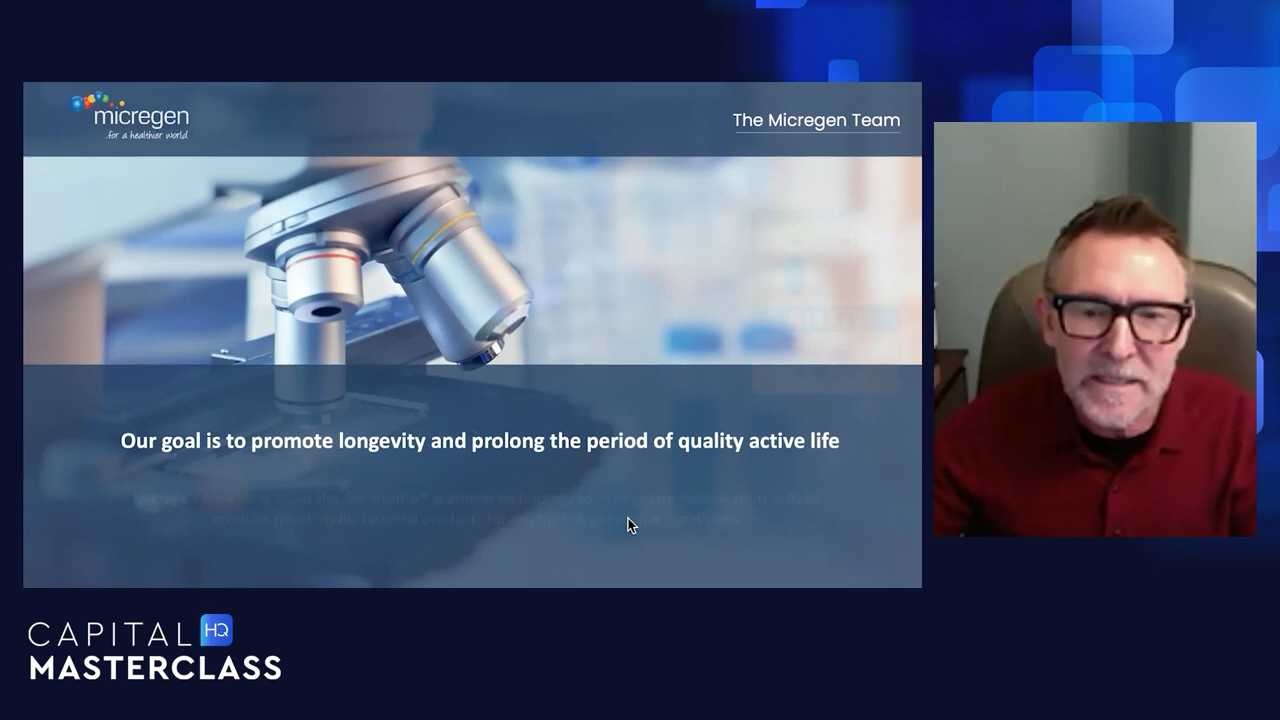 micregen
..for a healthier world
The Micregen Team
Our goal is to promote longevity and prolong the period of quality active life
CAPITAL HQ
MASTERCLASS